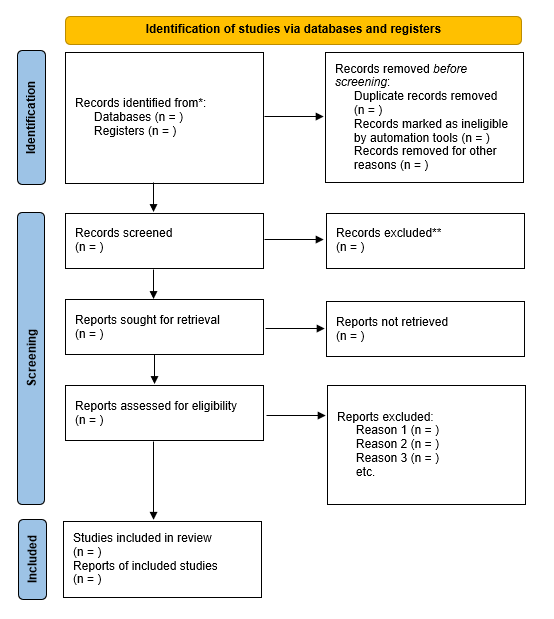 Identification of studies via databases and registers
Identification
Records identified from*:
Databases (n = )
Registers (n = )
Records removed before
screening:
Duplicate records removed
(n = )
Records marked as ineligible
by automation tools (n = )
Records removed for other
reasons (n = )
Screening
Records screened
(n = )
Records excluded**
(n = )
Reports sought for retrieval
(n = )
Reports not retrieved
(n = )
Reports assessed for eligibility
(n = )
Reports excluded:
Reason 1 (n = )
Reason 2 (n = )
Reason 3 (n = )
etc.
Included
Studies included in review
(n = )
Reports of included studies
(n = )